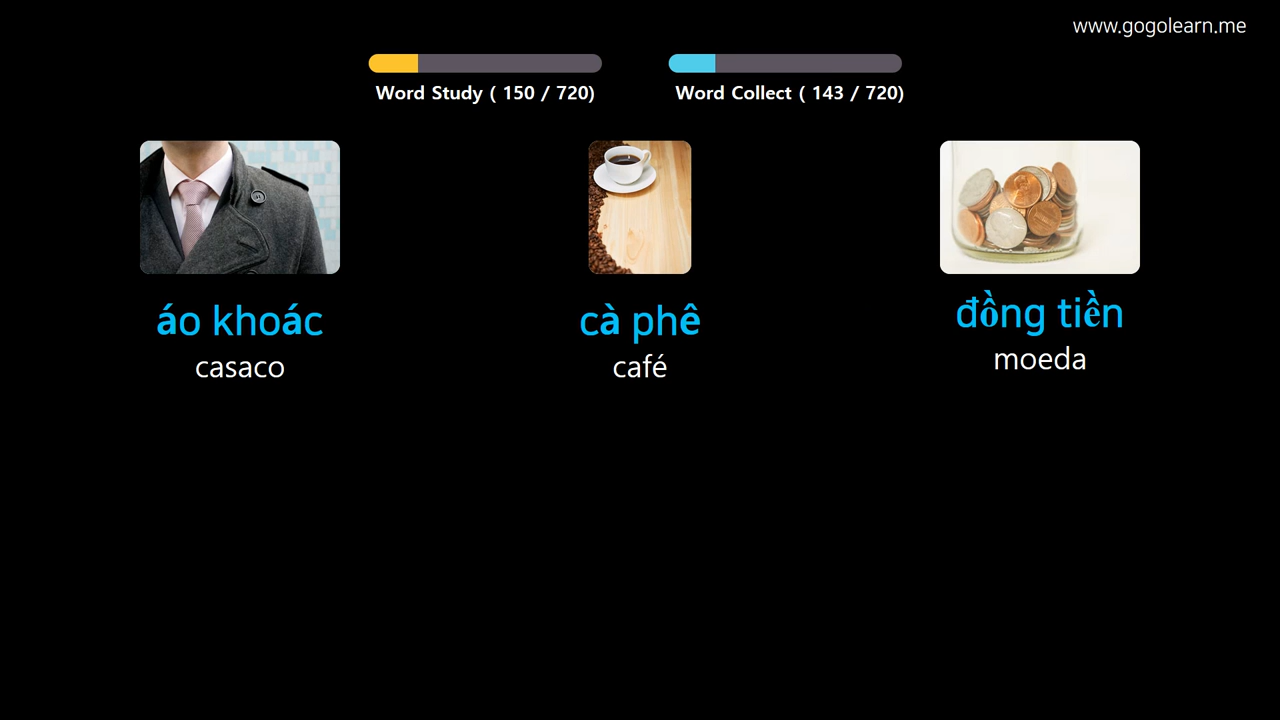 www.gogolearn.me
Word Study ( 150 / 720)
Word Collect ( 143 / 720)
áo khoác
casaco
cà phê
café
đồng tiền
moeda